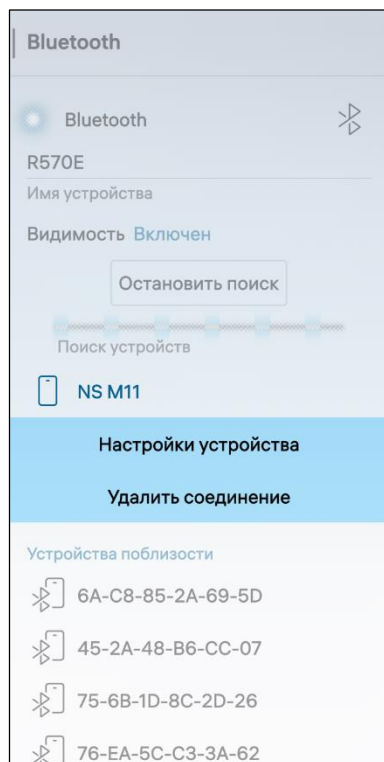 Bluetooth
Bluetooth
R570E
Имя устройства
Видимость Включен
Остановить поиск
Поиск устройств
NS M11
Настройки устройства
Удалить соединение
Устройства поблизости
6A-C8-85-2A-69-5D
45-2A-48-B6-CC-07
75-6B-1D-8C-2D-26
76-EA-5C-C3-3A-62